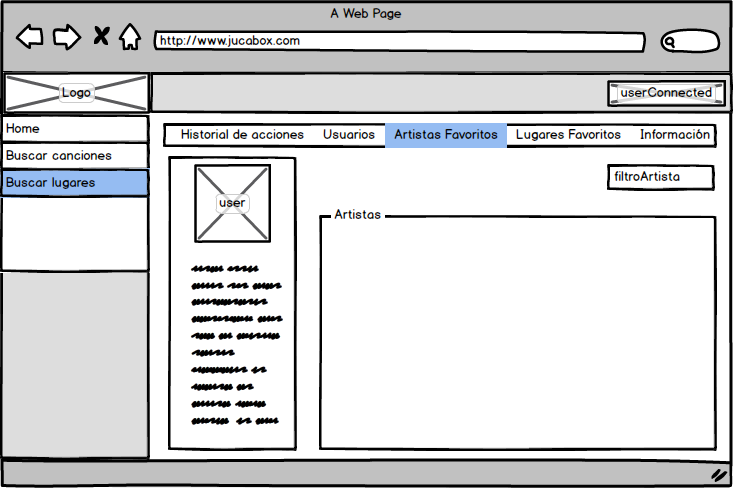 A Web Page
http://www.jucabox.com
Logo
userConnected
Home
Buscar canciones
Buscar lugares
Historial de acciones Usuarios Artistas Favoritos Lugares Favoritos Información
user
filtroArtista
Artistas